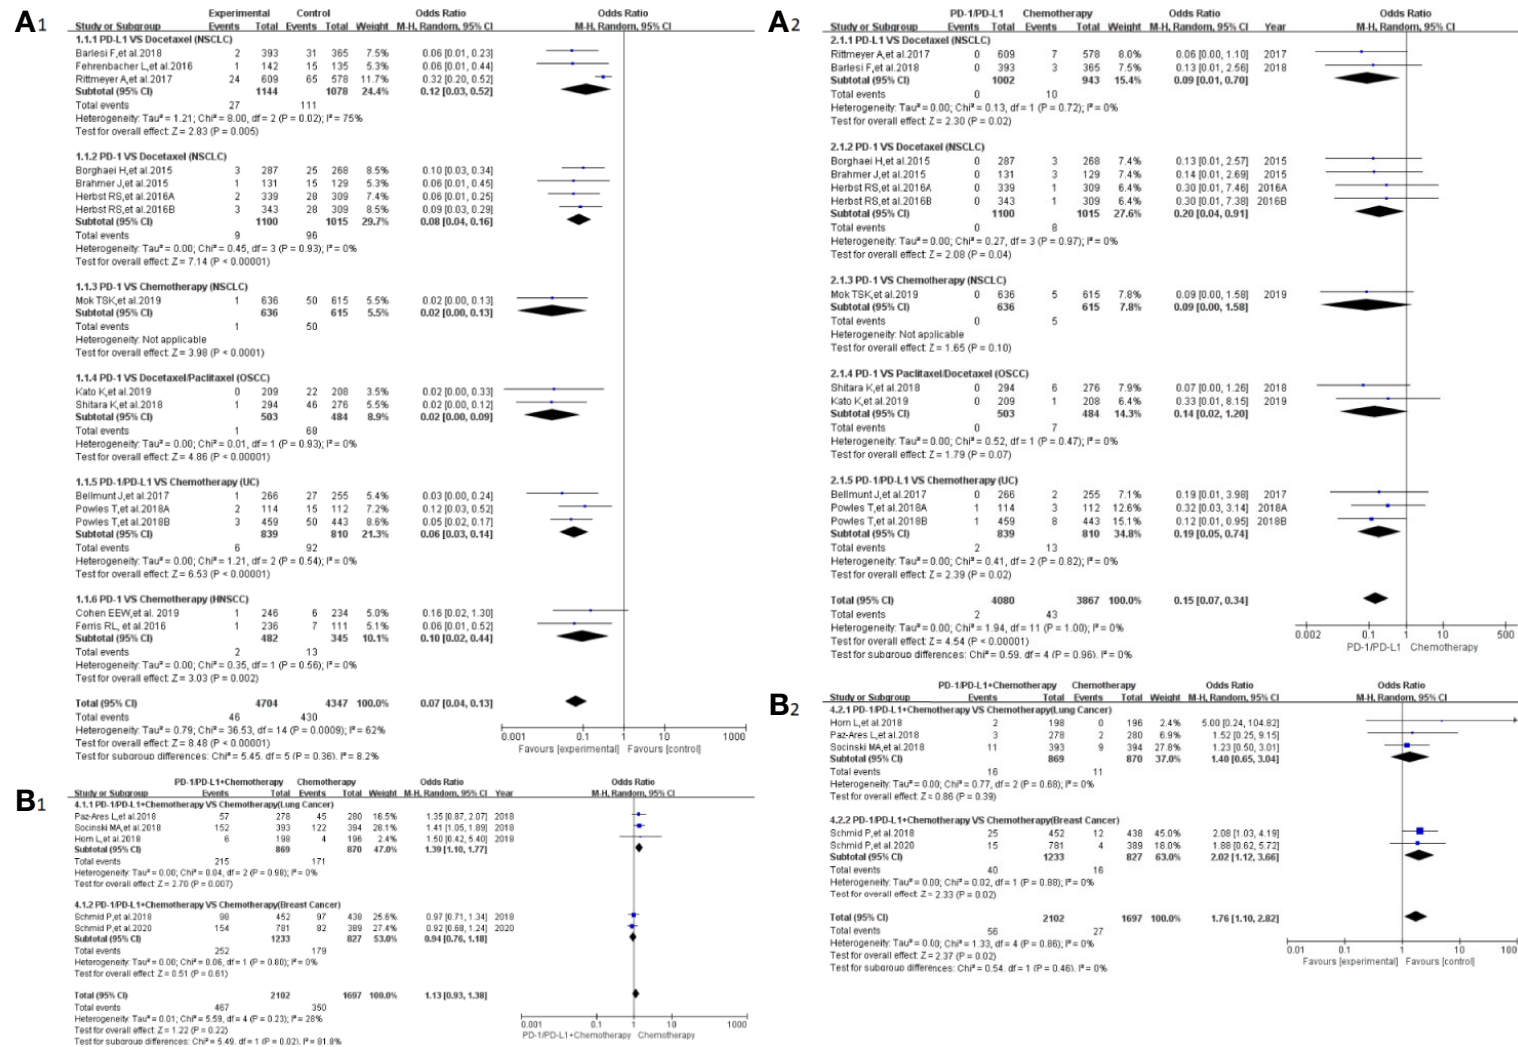 A1
Experimental Control Odds Ratio Odds Ratio
Study or Subgroup Events Total Events Total Weight M-H, Random, 95% CI M-H, Random, 95% CI
1.1.1 PD-L1 VS Docetaxel (NSCLC)
Barlesi F,et al.2018 2 393 31 365 7.5% 0.06 [0.01, 0.23]
Fehrenbacher L,et al.2016 1 142 15 135 5.3% 0.06 [0.01, 0.44]
Rittmeyer A,et al.2017 24 609 65 578 11.7% 0.32 [0.20, 0.52]
Subtotal (95% CI) 1144 1078 24.4% 0.12 [0.03, 0.52]
Total events 27 111
Heterogeneity: Tau² = 1.21; Chi² = 8.00, df = 2 (P = 0.02); I² = 75%
Test for overall effect: Z = 2.83 (P = 0.005)
1.1.2 PD-1 VS Docetaxel (NSCLC)
Borghaei H,et al.2015 3 287 25 268 8.5% 0.10 [0.03, 0.34]
Brahmer J,et al.2015 1 131 15 129 5.3% 0.06 [0.01, 0.45]
Herbst RS,et al.2016A 2 339 28 309 7.4% 0.06 [0.01, 0.25]
Herbst RS,et al.2016B 3 343 28 309 8.5% 0.09 [0.03, 0.29]
Subtotal (95% CI) 1100 1015 29.7% 0.08 [0.04, 0.16]
Total events 9 96
Heterogeneity: Tau² = 0.00; Chi² = 0.45, df = 3 (P = 0.93); I² = 0%
Test for overall effect: Z = 7.14 (P < 0.00001)
1.1.3 PD-1 VS Chemotherapy (NSCLC)
Mok TSK,et al.2019 1 636 50 615 5.5% 0.02 [0.00, 0.13]
Subtotal (95% CI) 636 615 5.5% 0.02 [0.00, 0.13]
Total events 1 50
Heterogeneity: Not applicable
Test for overall effect: Z = 3.98 (P < 0.0001)
1.1.4 PD-1 VS Docetaxel/Paclitaxel (OSCC)
Kato K,et al.2019 0 209 22 208 3.5% 0.02 [0.00, 0.33]
Shitara K,et al.2018 1 294 46 276 5.5% 0.02 [0.00, 0.12]
Subtotal (95% CI) 503 484 8.9% 0.02 [0.00, 0.09]
Total events 1 68
Heterogeneity: Tau² = 0.00; Chi² = 0.01, df = 1 (P = 0.93); I² = 0%
Test for overall effect: Z = 4.86 (P < 0.00001)
1.1.5 PD-1/PD-L1 VS Chemotherapy (UC)
Bellmunt J,et al.2017 1 266 27 255 5.4% 0.03 [0.00, 0.24]
Powles T,et al.2018A 2 114 15 112 7.2% 0.12 [0.03, 0.52]
Powles T,et al.2018B 3 459 50 443 8.6% 0.05 [0.02, 0.17]
Subtotal (95% CI) 839 810 21.3% 0.06 [0.03, 0.14]
Total events 6 92
Heterogeneity: Tau² = 0.00; Chi² = 1.21, df = 2 (P = 0.54); I² = 0%
Test for overall effect: Z = 6.53 (P < 0.00001)
1.1.6 PD-1 VS Chemotherapy (HNSCC)
Cohen EEW,et al. 2019 1 246 6 234 5.0% 0.16 [0.02, 1.30]
Ferris RL, et al.2016 1 236 7 111 5.1% 0.06 [0.01, 0.52]
Subtotal (95% CI) 482 345 10.1% 0.10 [0.02, 0.44]
Total events 2 13
Heterogeneity: Tau² = 0.00; Chi² = 0.35, df = 1 (P = 0.56); I² = 0%
Test for overall effect: Z = 3.03 (P = 0.002)
Total (95% CI) 4704 4347 100.0% 0.07 [0.04, 0.13]
Total events 46 430
Heterogeneity: Tau² = 0.79; Chi² = 36.53, df = 14 (P = 0.0009); I² = 62%
Test for overall effect: Z = 8.48 (P < 0.00001)
Test for subgroup differences: Chi² = 5.45, df = 5 (P = 0.36), I² = 8.2%
0.001 0.1 1 10 1000
Favours [experimental] Favours [control]
A2
PD-1/PD-L1 Chemotherapy Odds Ratio Odds Ratio
Study or Subgroup Events Total Events Total Weight M-H, Random, 95% CI Year M-H, Random, 95% CI
2.1.1 PD-L1 VS Docetaxel (NSCLC)
Rittmeyer A,et al.2017 0 609 7 578 8.0% 0.06 [0.00, 1.10] 2017
Barlesi F,et al.2018 0 393 3 365 7.5% 0.13 [0.01, 2.56] 2018
Subtotal (95% CI) 1002 943 15.4% 0.09 [0.01, 0.70]
Total events 0 10
Heterogeneity: Tau² = 0.00; Chi² = 0.13, df = 1 (P = 0.72); I² = 0%
Test for overall effect: Z = 2.30 (P = 0.02)
2.1.2 PD-1 VS Docetaxel (NSCLC)
Borghaei H,et al.2015 0 287 3 268 7.4% 0.13 [0.01, 2.57] 2015
Brahmer J,et al.2015 0 131 3 129 7.4% 0.14 [0.01, 2.69] 2015
Herbst RS,et al.2016A 0 339 1 309 6.4% 0.30 [0.01, 7.46] 2016A
Herbst RS,et al.2016B 0 343 1 309 6.4% 0.30 [0.01, 7.38] 2016B
Subtotal (95% CI) 1100 1015 27.6% 0.20 [0.04, 0.91]
Total events 0 8
Heterogeneity: Tau² = 0.00; Chi² = 0.27, df = 3 (P = 0.97); I² = 0%
Test for overall effect: Z = 2.08 (P = 0.04)
2.1.3 PD-1 VS Chemotherapy (NSCLC)
Mok TSK,et al.2019 0 636 5 615 7.8% 0.09 [0.00, 1.58] 2019
Subtotal (95% CI) 636 615 7.8% 0.09 [0.00, 1.58]
Total events 0 5
Heterogeneity: Not applicable
Test for overall effect: Z = 1.65 (P = 0.10)
2.1.4 PD-1 VS Paclitaxel/Docetaxel (OSCC)
Shitara K,et al.2018 0 294 6 276 7.9% 0.07 [0.00, 1.26] 2018
Kato K,et al.2019 0 209 1 208 6.4% 0.33 [0.01, 8.15] 2019
Subtotal (95% CI) 503 484 14.3% 0.14 [0.02, 1.20]
Total events 0 7
Heterogeneity: Tau² = 0.00; Chi² = 0.52, df = 1 (P = 0.47); I² = 0%
Test for overall effect: Z = 1.79 (P = 0.07)
2.1.5 PD-1/PD-L1 VS Chemotherapy (UC)
Bellmunt J,et al.2017 0 266 2 255 7.1% 0.19 [0.01, 3.98] 2017
Powles T,et al.2018A 1 114 3 112 12.6% 0.32 [0.03, 3.14] 2018A
Powles T,et al.2018B 1 459 8 443 15.1% 0.12 [0.01, 0.95] 2018B
Subtotal (95% CI) 839 810 34.8% 0.19 [0.05, 0.74]
Total events 2 13
Heterogeneity: Tau² = 0.00; Chi² = 0.41, df = 2 (P = 0.82); I² = 0%
Test for overall effect: Z = 2.39 (P = 0.02)
Total (95% CI) 4080 3867 100.0% 0.15 [0.07, 0.34]
Total events 2 43
Heterogeneity: Tau² = 0.00; Chi² = 1.94, df = 11 (P = 1.00); I² = 0%
Test for overall effect: Z = 4.54 (P < 0.00001)
Test for subgroup differences: Chi² = 0.59, df = 4 (P = 0.96), I² = 0%
0.002 0.1 1 10 500
PD-1/PD-L1 Chemotherapy
B1
PD-1/PD-L1+Chemotherapy Chemotherapy Odds Ratio Odds Ratio
Study or Subgroup Events Total Events Total Weight M-H, Random, 95% CI Year M-H, Random, 95% CI
4.1.1 PD-1/PD-L1+Chemotherapy VS Chemotherapy(Lung Cancer)
Paz-Ares L,et al.2018 57 278 45 280 16.5% 1.35 [0.87, 2.07] 2018
Socinski MA,et al.2018 152 393 122 394 28.1% 1.41 [1.05, 1.89] 2018
Horn L,et al.2018 6 198 4 196 2.4% 1.50 [0.42, 5.40] 2018
Subtotal (95% CI) 869 870 47.0% 1.39 [1.10, 1.77]
Total events 215 171
Heterogeneity: Tau² = 0.00; Chi² = 0.04, df = 2 (P = 0.98); I² = 0%
Test for overall effect: Z = 2.70 (P = 0.007)
4.1.2 PD-1/PD-L1+Chemotherapy VS Chemotherapy(Breast Cancer)
Schmid P,et al.2018 98 452 97 438 25.6% 0.97 [0.71, 1.34] 2018
Schmid P,et al.2020 154 781 82 389 27.4% 0.92 [0.68, 1.24] 2020
Subtotal (95% CI) 1233 827 53.0% 0.94 [0.76, 1.18]
Total events 252 179
Heterogeneity: Tau² = 0.00; Chi² = 0.06, df = 1 (P = 0.80); I² = 0%
Test for overall effect: Z = 0.51 (P = 0.61)
Total (95% CI) 2102 1697 100.0% 1.13 [0.93, 1.38]
Total events 467 350
Heterogeneity: Tau² = 0.01; Chi² = 5.59, df = 4 (P = 0.23); I² = 28%
Test for overall effect: Z = 1.22 (P = 0.22)
Test for subgroup differences: Chi² = 5.49, df = 1 (P = 0.02), I² = 81.8%
0.001 0.1 1 10 1000
PD-1/PD-L1+Chemotherapy Chemotherapy
B2
PD-1/PD-L1+Chemotherapy Chemotherapy Odds Ratio Odds Ratio
Study or Subgroup Events Total Events Total Weight M-H, Random, 95% CI M-H, Random, 95% CI
4.2.1 PD-1/PD-L1+Chemotherapy VS Chemotherapy(Lung Cancer)
Horn L,et al.2018 2 198 0 196 2.4% 5.00 [0.24, 104.82]
Paz-Ares L,et al.2018 3 278 2 280 6.9% 1.52 [0.25, 9.15]
Socinski MA,et al.2018 11 393 9 394 27.8% 1.23 [0.50, 3.01]
Subtotal (95% CI) 869 870 37.0% 1.40 [0.65, 3.04]
Total events 16 11
Heterogeneity: Tau² = 0.00; Chi² = 0.77, df = 2 (P = 0.68); I² = 0%
Test for overall effect: Z = 0.86 (P = 0.39)
4.2.2 PD-1/PD-L1+Chemotherapy VS Chemotherapy(Breast Cancer)
Schmid P,et al.2018 25 452 12 438 45.0% 2.08 [1.03, 4.19]
Schmid P,et al.2020 15 781 4 389 18.0% 1.88 [0.62, 5.72]
Subtotal (95% CI) 1233 827 63.0% 2.02 [1.12, 3.66]
Total events 40 16
Heterogeneity: Tau² = 0.00; Chi² = 0.02, df = 1 (P = 0.88); I² = 0%
Test for overall effect: Z = 2.33 (P = 0.02)
Total (95% CI) 2102 1697 100.0% 1.76 [1.10, 2.82]
Total events 56 27
Heterogeneity: Tau² = 0.00; Chi² = 1.33, df = 4 (P = 0.86); I² = 0%
Test for overall effect: Z = 2.37 (P = 0.02)
Test for subgroup differences: Chi² = 0.54, df = 1 (P = 0.46), I² = 0%
0.01 0.1 1 10 100
Favours [experimental] Favours [control]